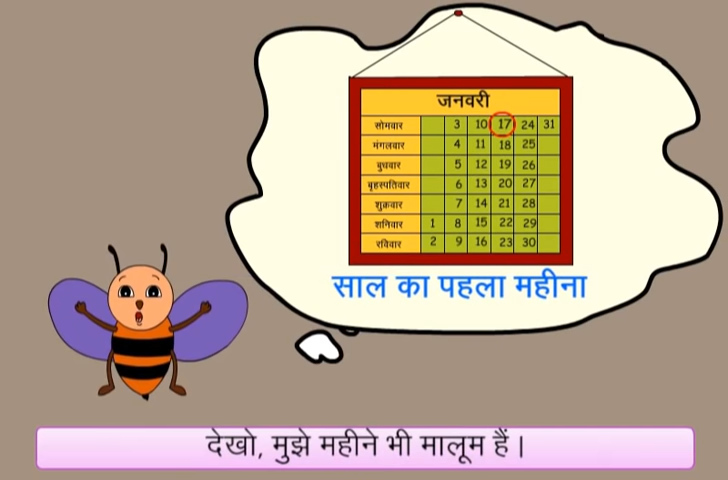 जनवरी
सोमवार 3 10 17 24 31
मंगलवार 4 11 18 25
बुधवार 5 12 19 26
बृहस्पतिवार 6 13 20 27
शुक्रवार 7 14 21 28
शनिवार 1 8 15 22 29
रविवार 2 9 16 23 30
साल का पहला महीना
देखो, मुझे महीने भी मालूम हैं।